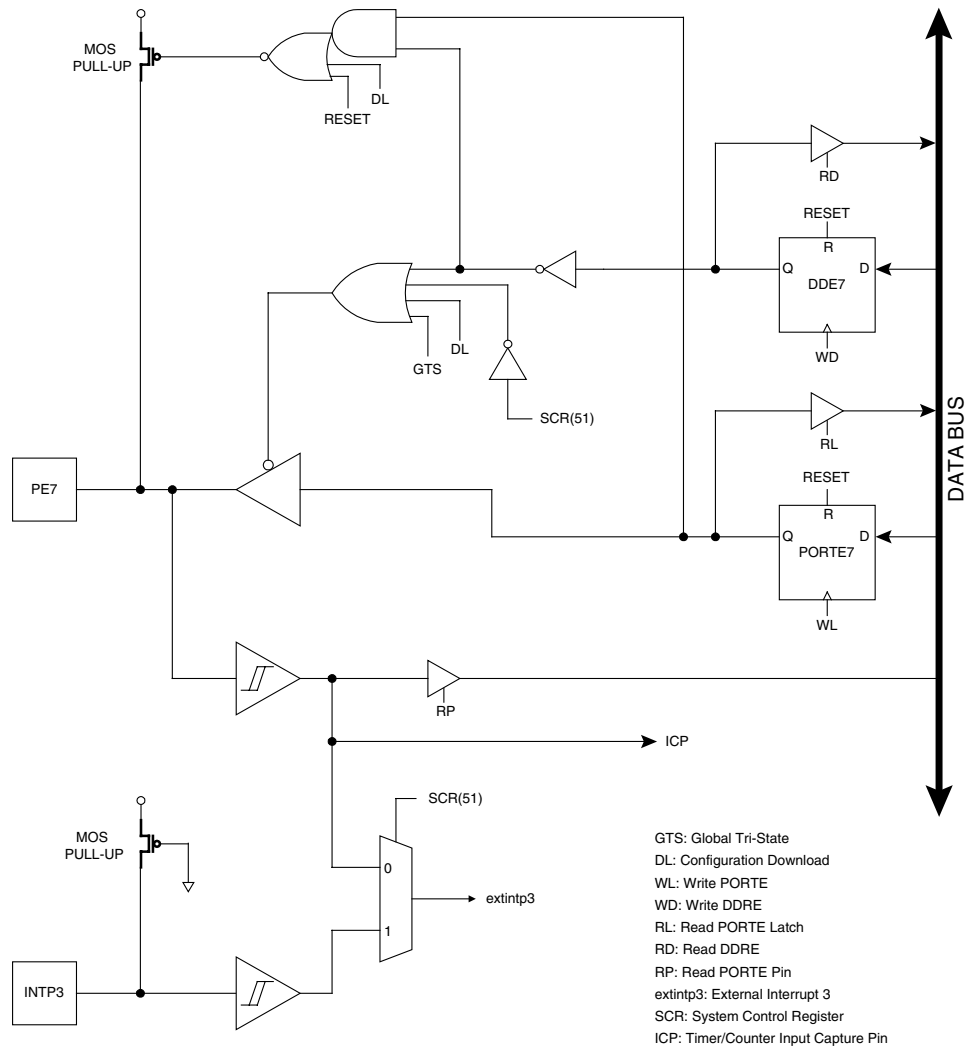 MOS
PULL-UP
DL
RESET
RD
RESET
R
Q
D
DDE7
WD
DL
GTS
SCR(51)
RL
DATA BUS
PE7
RESET
R
Q
D
PORTE7
WL
RP
ICP
SCR(51)
MOS
PULL-UP
0
extintp3
1
INTP3
GTS: Global Tri-State
DL: Configuration Download
WL: Write PORTE
WD: Write DDRE
RL: Read PORTE Latch
RD: Read DDRE
RP: Read PORTE Pin
extintp3: External Interrupt 3
SCR: System Control Register
ICP: Timer/Counter Input Capture Pin